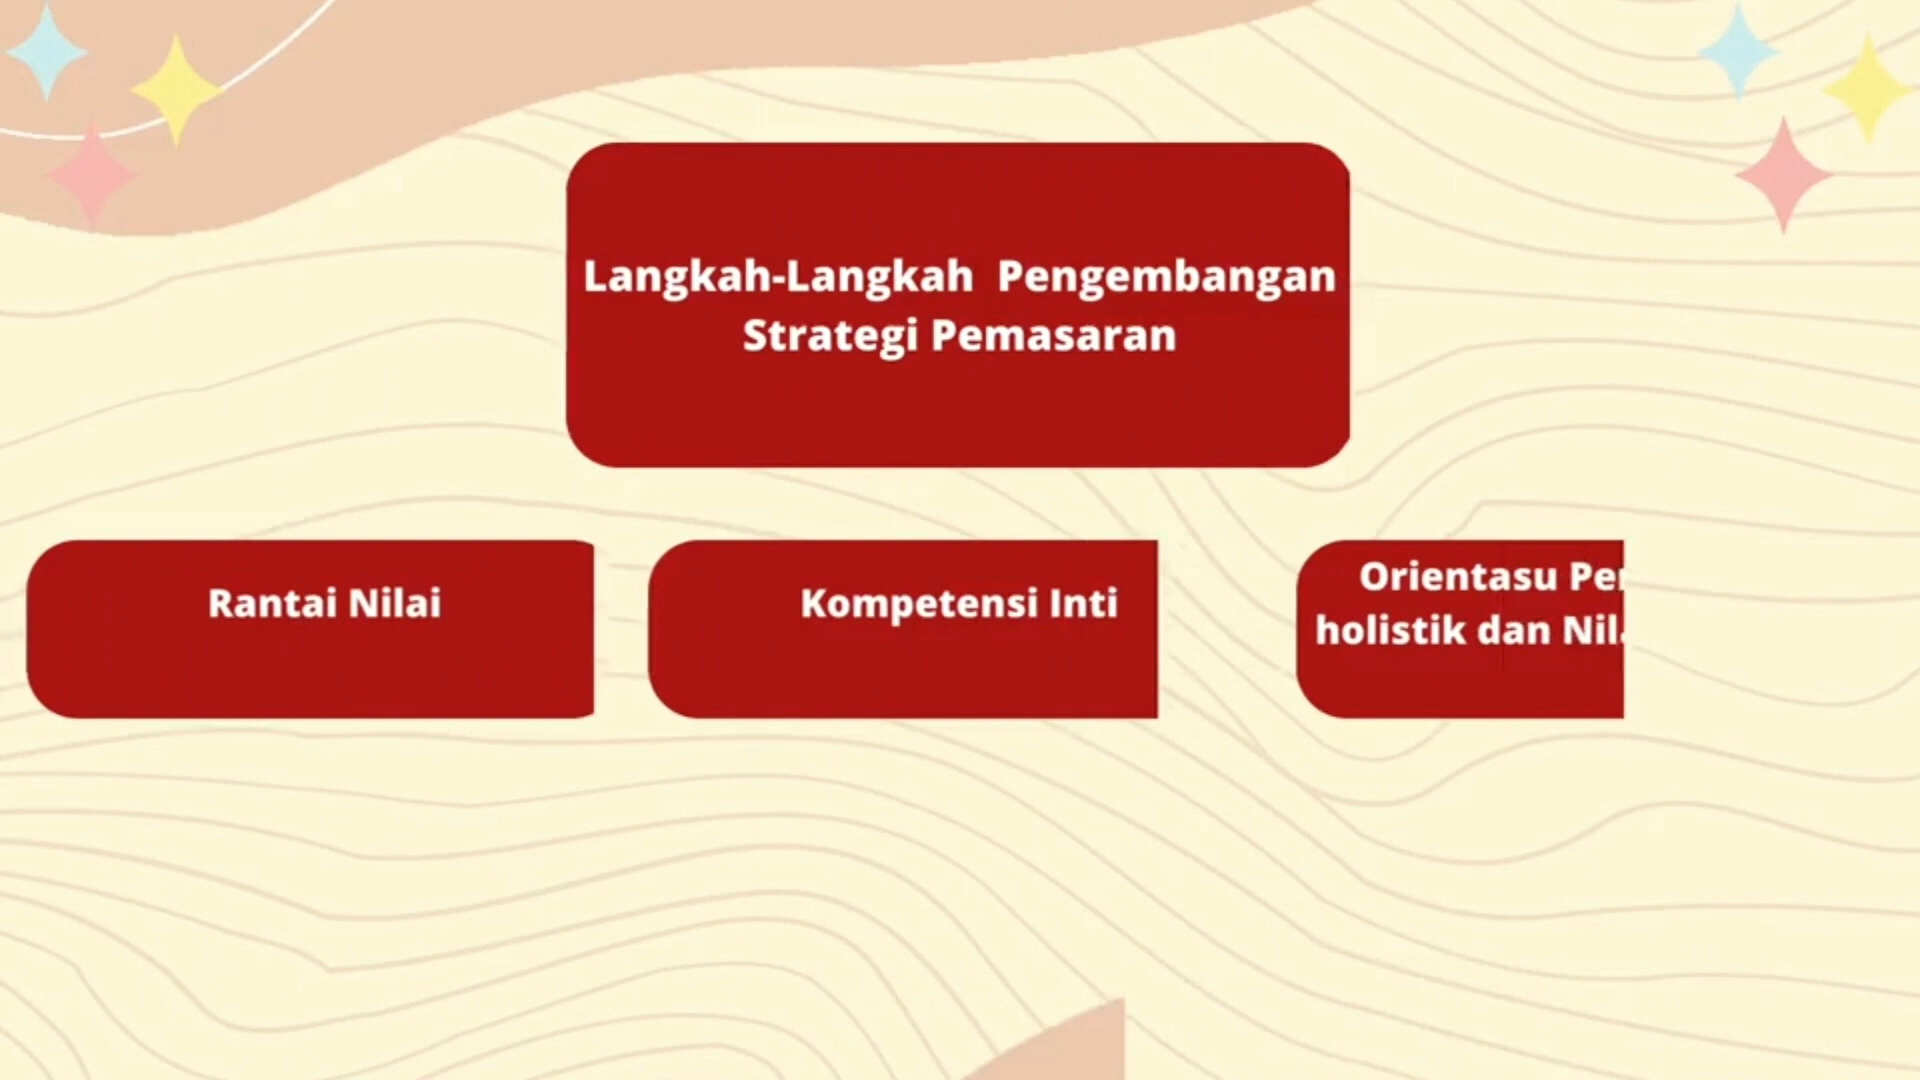 Langkah-Langkah Pengembangan
Strategi Pemasaran
Rantai Nilai
Kompetensi Inti
Orientasu
holistik dan